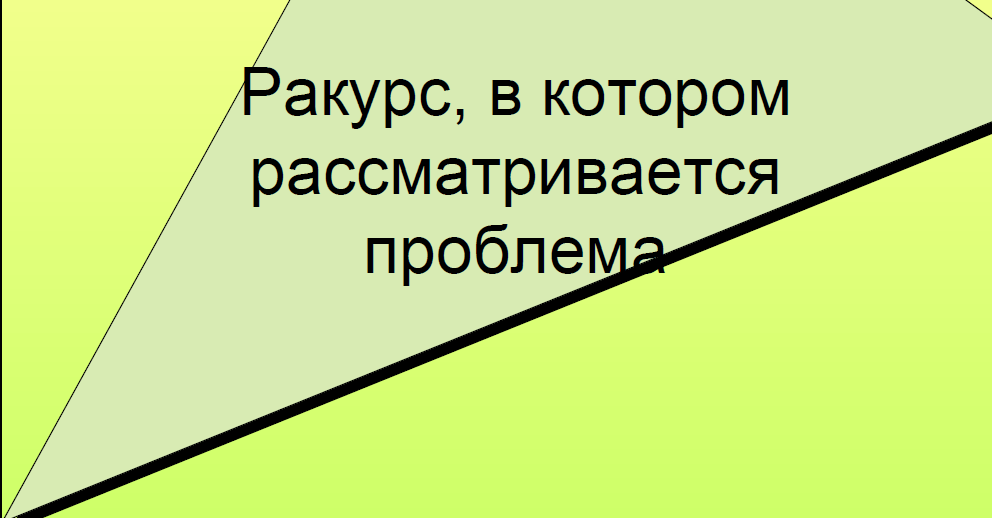 Ракурс, в котором
рассматривается
проблема